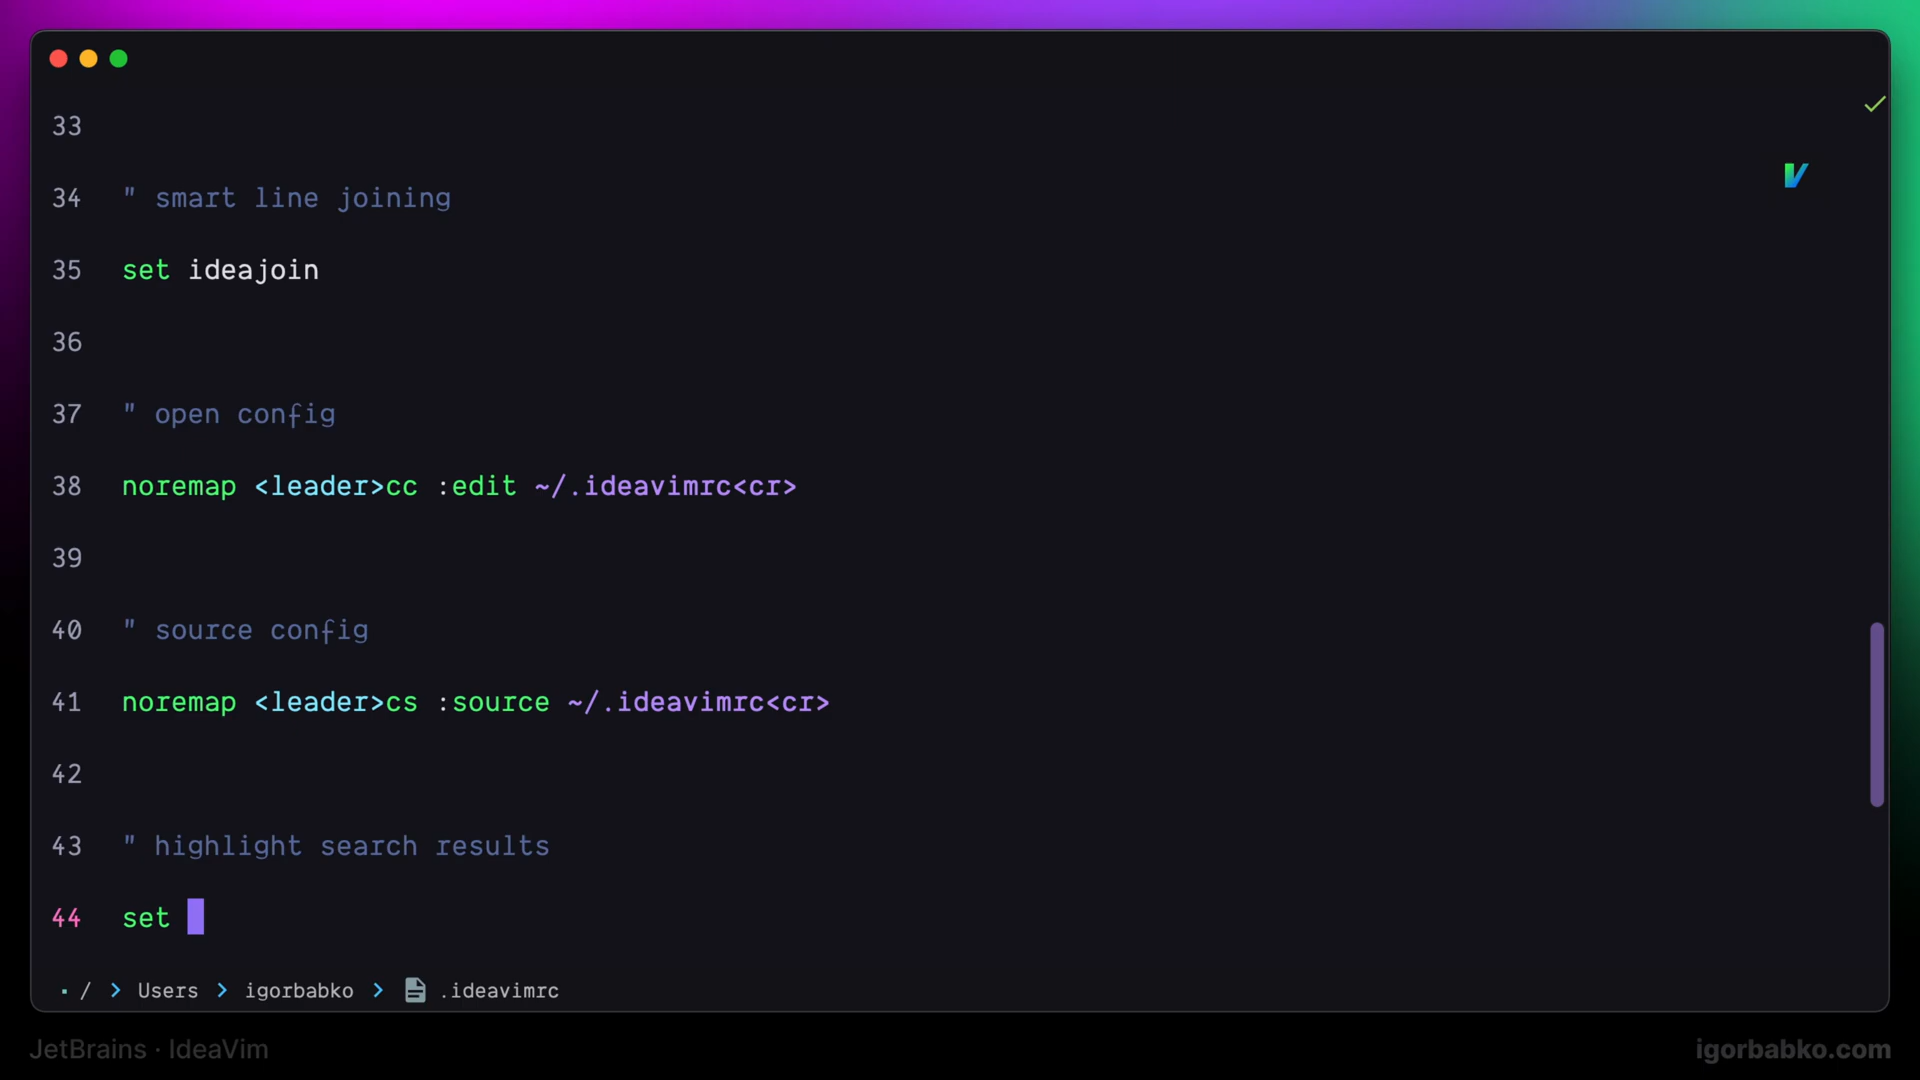 33
34 " smart line joining
35 set ideajoin
36
37 " open config
38 noremap <leader>cc :edit ~/.ideavimrc<cr>
39
40 " source config
41 noremap <leader>cs :source ~/.ideavimrc<cr>
42
43 " highlight search results
44 set
/ > Users > igorbabko > .ideavimrc
JetBrains · IdeaVim
igorbabko.com